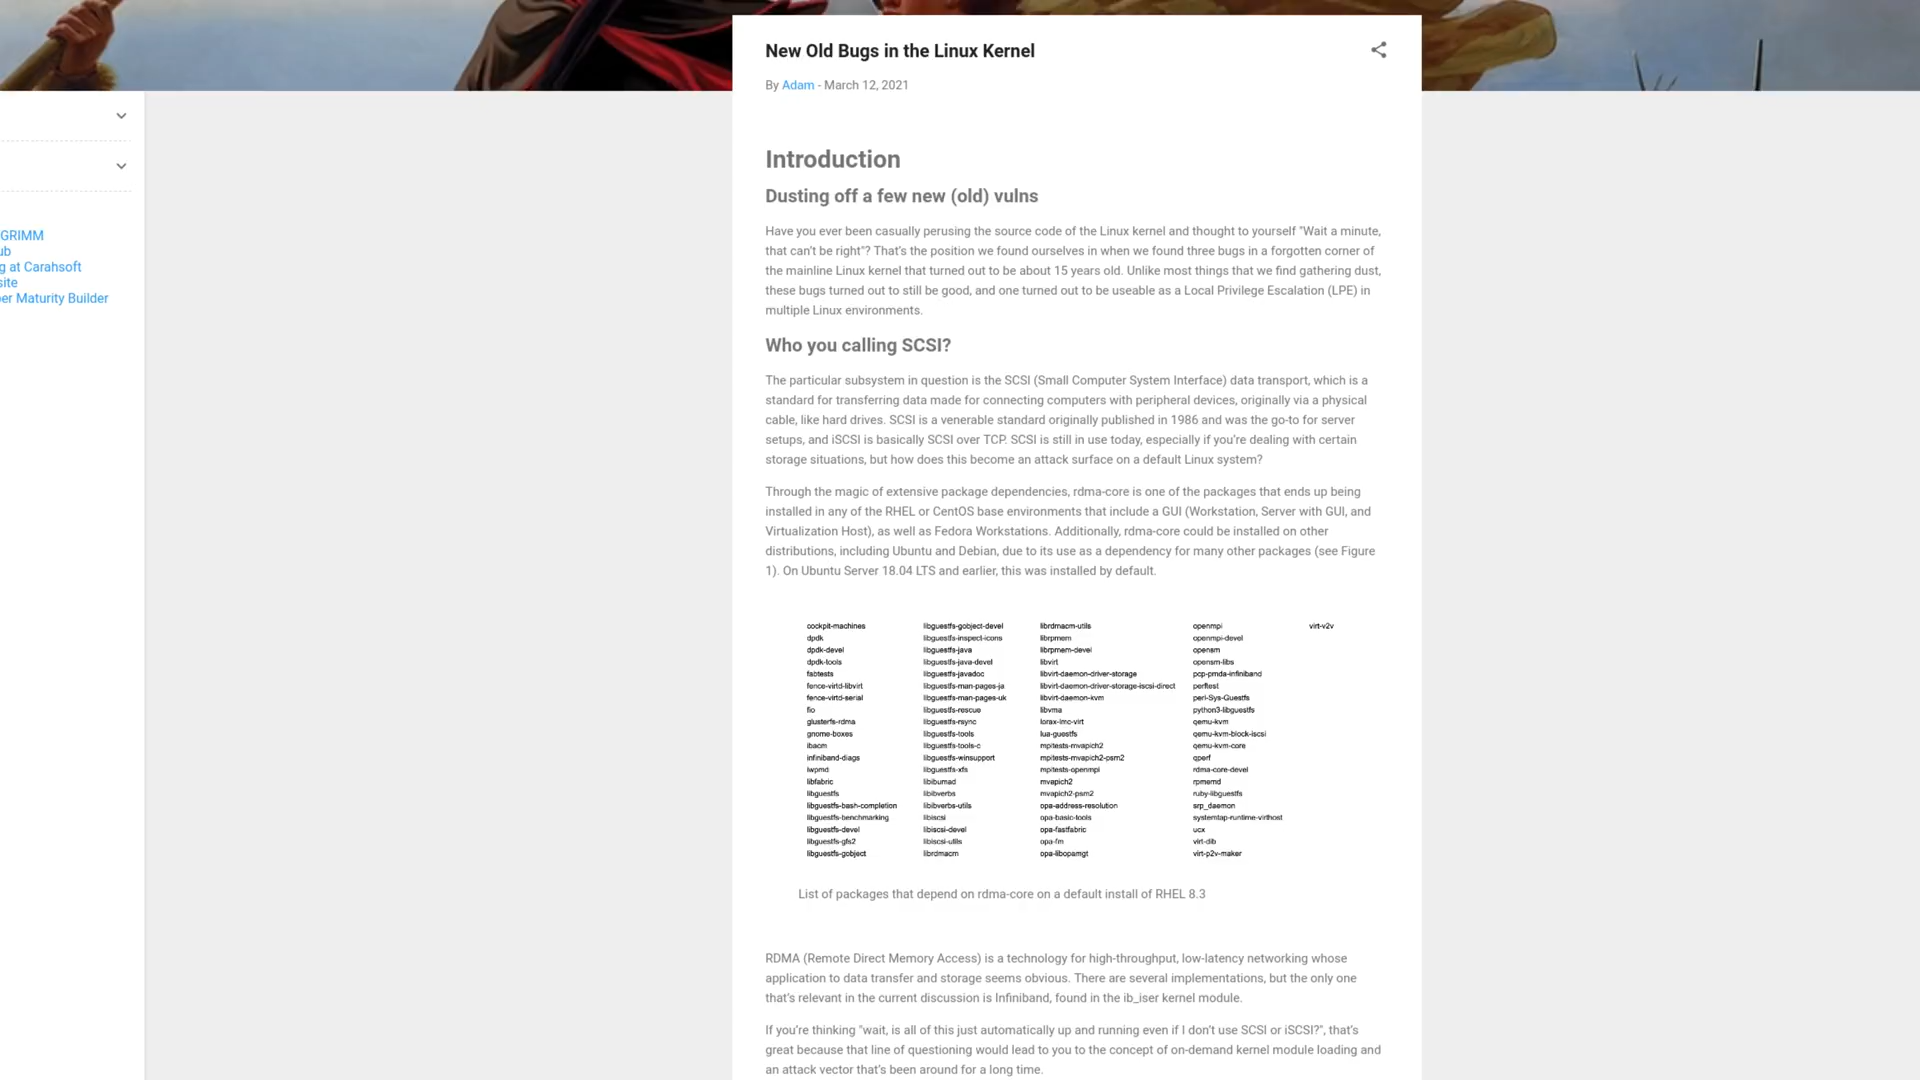 New Old Bugs in the Linux Kernel
By Adam - March 12, 2021
GRIMM
ub
g at Carahsoft
site
per Maturity Builder
Introduction
Dusting off a few new (old) vulns
Have you ever been casually perusing the source code of the Linux kernel and thought to yourself "Wait a minute,
that can't be right"? That's the position we found ourselves in when we found three bugs in a forgotten corner of
the mainline Linux kernel that turned out to be about 15 years old. Unlike most things that we find gathering dust,
these bugs turned out to still be good, and one turned out to be useable as a Local Privilege Escalation (LPE) in
multiple Linux environments.
Who you calling SCSI?
The particular subsystem in question is the SCSI (Small Computer System Interface) data transport, which is a
standard for transferring data made for connecting computers with peripheral devices, originally via a physical
cable, like hard drives. SCSI is a venerable standard originally published in 1986 and was the go-to for server
setups, and iSCSI is basically SCSI over TCP. SCSI is still in use today, especially if you're dealing with certain
storage situations, but how does this become an attack surface on a default Linux system?
Through the magic of extensive package dependencies, rdma-core is one of the packages that ends up being
installed in any of the RHEL or CentOS base environments that include a GUI (Workstation, Server with GUI, and
Virtualization Host), as well as Fedora Workstations. Additionally, rdma-core could be installed on other
distributions, including Ubuntu and Debian, due to its use as a dependency for many other packages (see Figure
1). On Ubuntu Server 18.04 LTS and earlier, this was installed by default.
cockpit-machines libguestfs-gobject-devel librdmacm-utils openmpi virt-v2v
dpdk libguestfs-inspect-icons librpmem openmpi-devel
dpdk-devel libguestfs-java librpmem-devel opensm
dpdk-tools libguestfs-java-devel libvirt opensm-libs
fabtests libguestfs-javadoc libvirt-daemon-driver-storage pcp-pmda-infiniband
fence-virtd-libvirt libguestfs-man-pages-ja libvirt-daemon-driver-storage-iscsi-direct perftest
fence-virtd-serial libguestfs-man-pages-uk libvirt-daemon-kvm perl-Sys-Guestfs
fio libguestfs-rescue libvma python3-libguestfs
glusterfs-rdma libguestfs-rsync lorax-lmc-virt qemu-kvm
gnome-boxes libguestfs-tools lua-guestfs qemu-kvm-block-iscsi
ibacm libguestfs-tools-c mpitests-mvapich2 qemu-kvm-core
infiniband-diags libguestfs-winsupport mpitests-mvapich2-psm2 qperf
iwpmd libguestfs-xfs mpitests-openmpi rdma-core-devel
libfabric libibumad mvapich2 rpmemd
libguestfs libibverbs mvapich2-psm2 ruby-libguestfs
libguestfs-bash-completion libibverbs-utils opa-address-resolution srp_daemon
libguestfs-benchmarking libiscsi opa-basic-tools systemtap-runtime-virthost
libguestfs-devel libiscsi-devel opa-fastfabric ucx
libguestfs-gfs2 libiscsi-utils opa-fm virt-dib
libguestfs-gobject librdmacm opa-libopamgt virt-p2v-maker
List of packages that depend on rdma-core on a default install of RHEL 8.3
RDMA (Remote Direct Memory Access) is a technology for high-throughput, low-latency networking whose
application to data transfer and storage seems obvious. There are several implementations, but the only one
that's relevant in the current discussion is Infiniband, found in the ib_iser kernel module.
If you're thinking "wait, is all of this just automatically up and running even if I don't use SCSI or iSCSI?", that's
great because that line of questioning would lead to you to the concept of on-demand kernel module loading and
an attack vector that's been around for a long time.